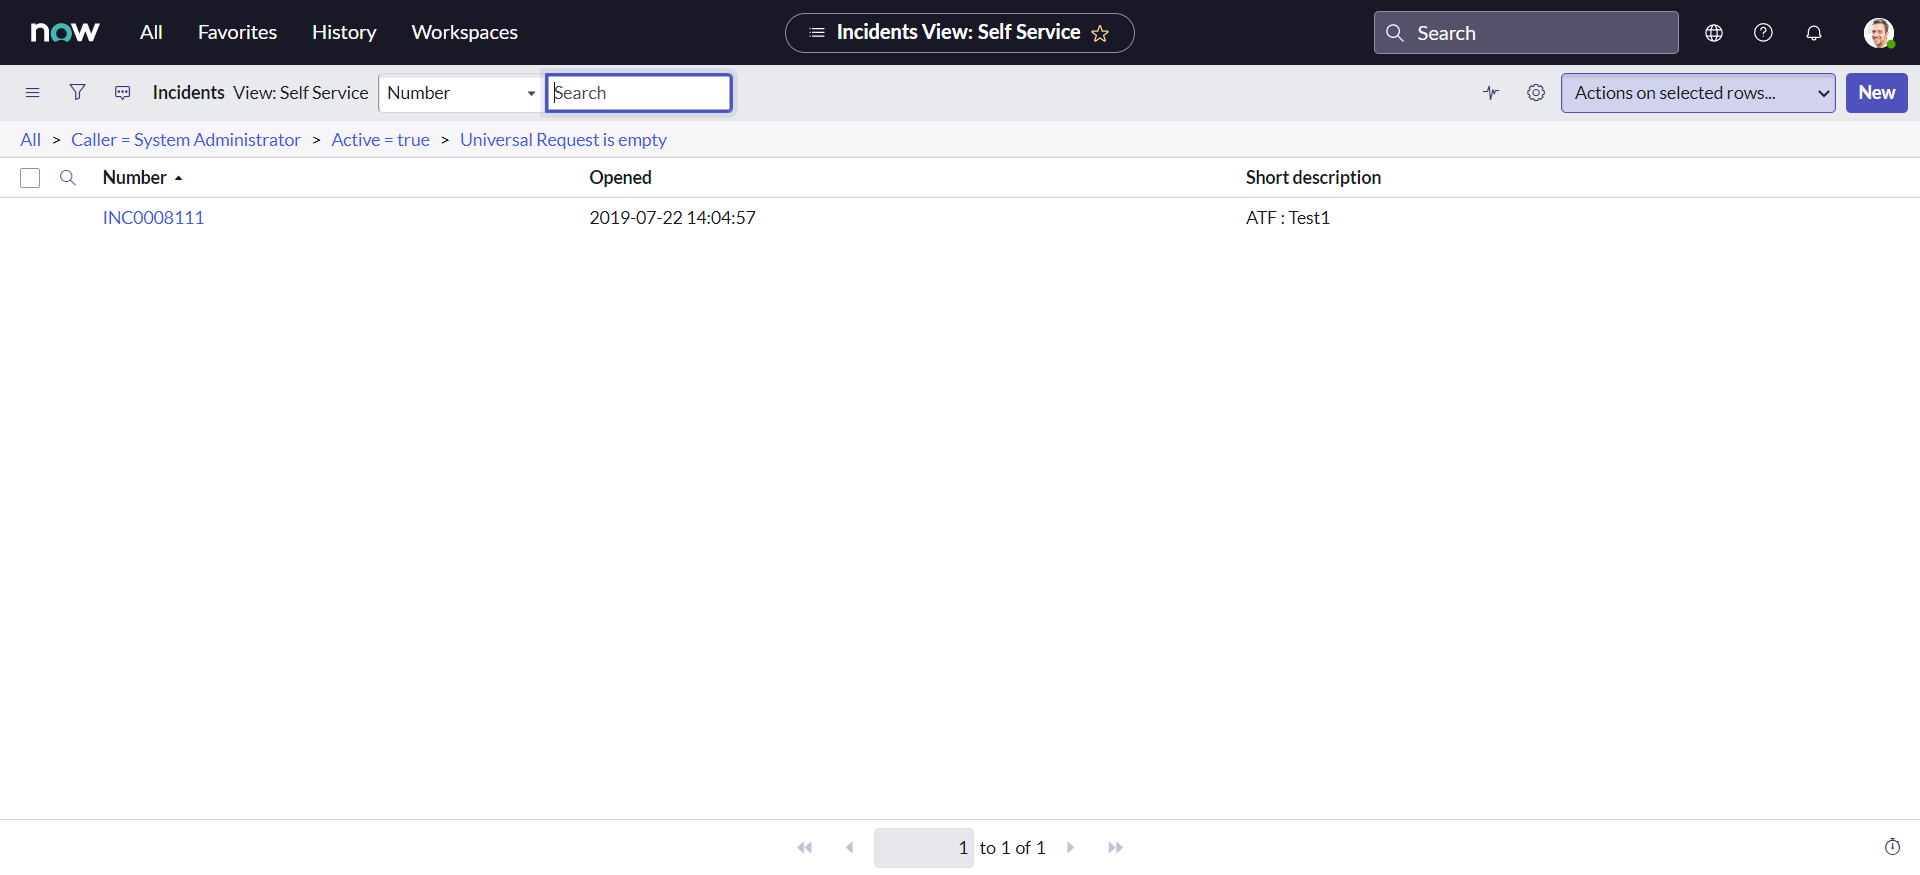 now All Favorites History Workspaces Incidents View: Self Service Search
Incidents View: Self Service Number Search Actions on selected rows... New
All > Caller = System Administrator > Active = true > Universal Request is empty
Number Opened Short description
INC0008111 2019-07-22 14:04:57 ATF : Test1
1 to 1 of 1